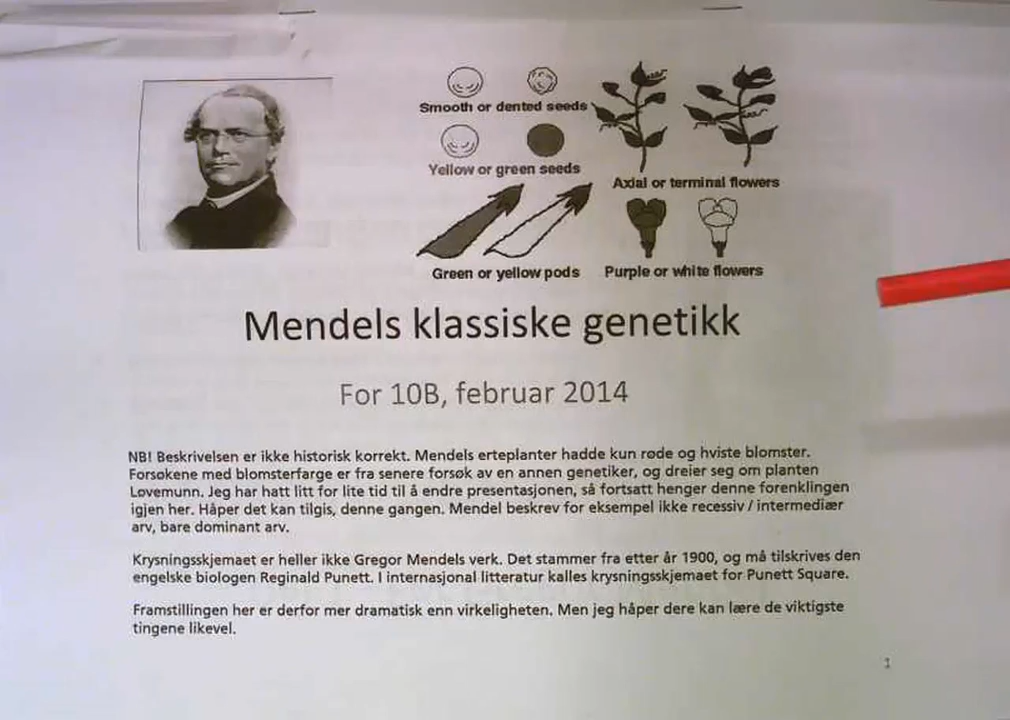 Smooth or dented seeds
Yellow or green seeds
Axial or terminal flowers
Green or yellow pods
Purple or white flowers
Mendels klassiske genetikk
For 10B, februar 2014
NB! Beskrivelsen er ikke historisk korrekt. Mendels erteplanter hadde kun røde og hviste blomster.
Forsøkene med blomsterfarge er fra senere forsøk av en annen genetiker, og dreier seg om planten
Løvemunn. Jeg har hatt litt for lite tid til å endre presentasjonen, så fortsatt henger denne forenklingen
igjen her. Håper det kan tilgis, denne gangen. Mendel beskrev for eksempel ikke recessiv / intermediær
arv, bare dominant arv.
Krysningsskjemaet er heller ikke Gregor Mendels verk. Det stammer fra etter år 1900, og må tilskrives den
engelske biologen Reginald Punett. I internasjonal litteratur kalles krysningsskjemaet for Punett Square.
Framstillingen her er derfor mer dramatisk enn virkeligheten. Men jeg håper dere kan lære de viktigste
tingene likevel.
1